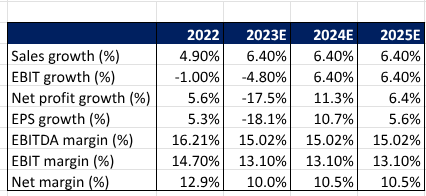 2022 2023E 2024E 2025E
Sales growth (%) 4.90% 6.40% 6.40% 6.40%
EBIT growth (%) -1.00% -4.80% 6.40% 6.40%
Net profit growth (%) 5.6% -17.5% 11.3% 6.4%
EPS growth (%) 5.3% -18.1% 10.7% 5.6%
EBITDA margin (%) 16.21% 15.02% 15.02% 15.02%
EBIT margin (%) 14.70% 13.10% 13.10% 13.10%
Net margin (%) 12.9% 10.0% 10.5% 10.5%